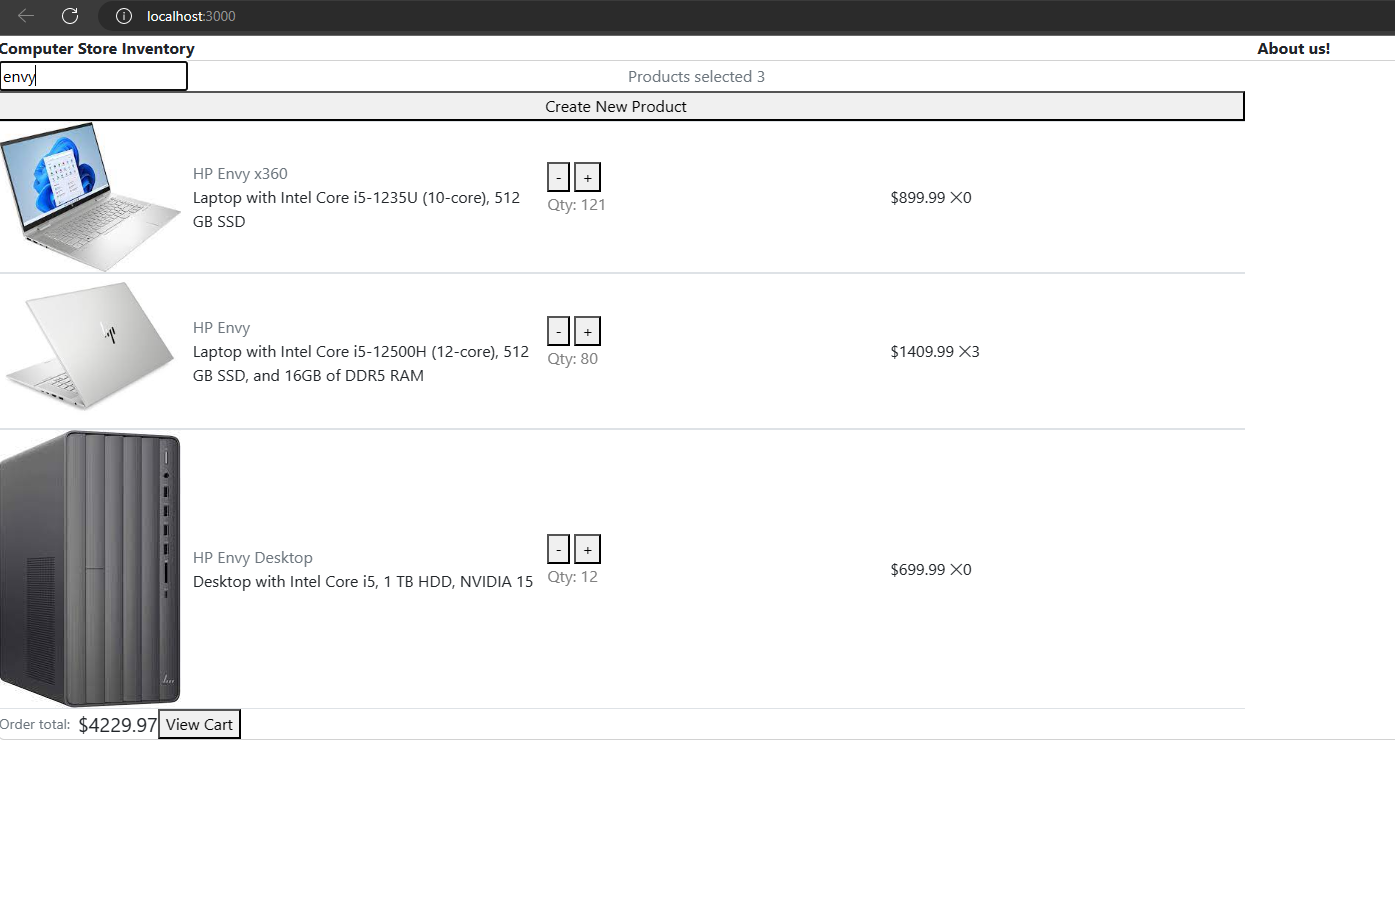 localhost:3000
Computer Store Inventory
About us!
envy
Products selected 3
Create New Product
HP Envy x360
Laptop with Intel Core i5-1235U (10-core), 512
GB SSD
- +
Qty: 121
$899.99 ×0
HP Envy
Laptop with Intel Core i5-12500H (12-core), 512
GB SSD, and 16GB of DDR5 RAM
- +
Qty: 80
$1409.99 ×3
HP Envy Desktop
Desktop with Intel Core i5, 1 TB HDD, NVIDIA 15
- +
Qty: 12
$699.99 ×0
Order total: $4229.97 View Cart